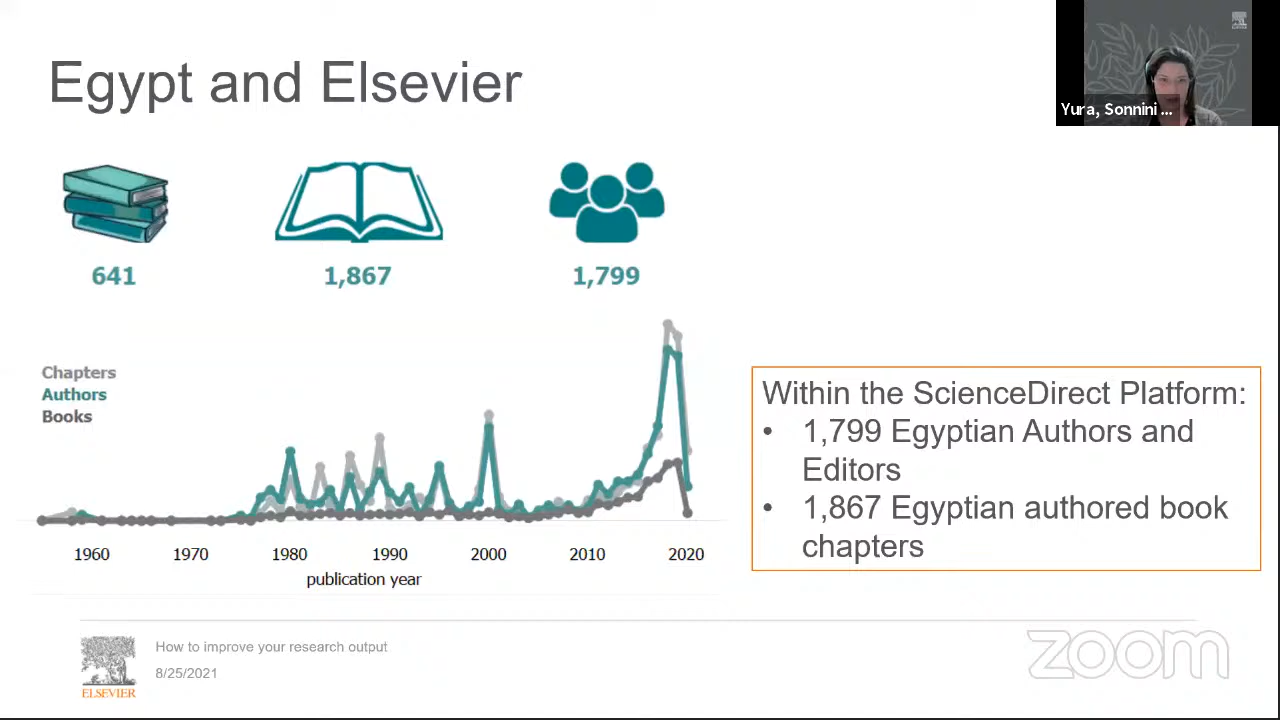 Egypt and Elsevier
Yura, Sonnini ...
641
1,867
1,799
Chapters
Authors
Books
1960 1970 1980 1990 2000 2010 2020
publication year
Within the ScienceDirect Platform:
• 1,799 Egyptian Authors and
Editors
• 1,867 Egyptian authored book
chapters
ELSEVIER
How to improve your research output
8/25/2021
zoom